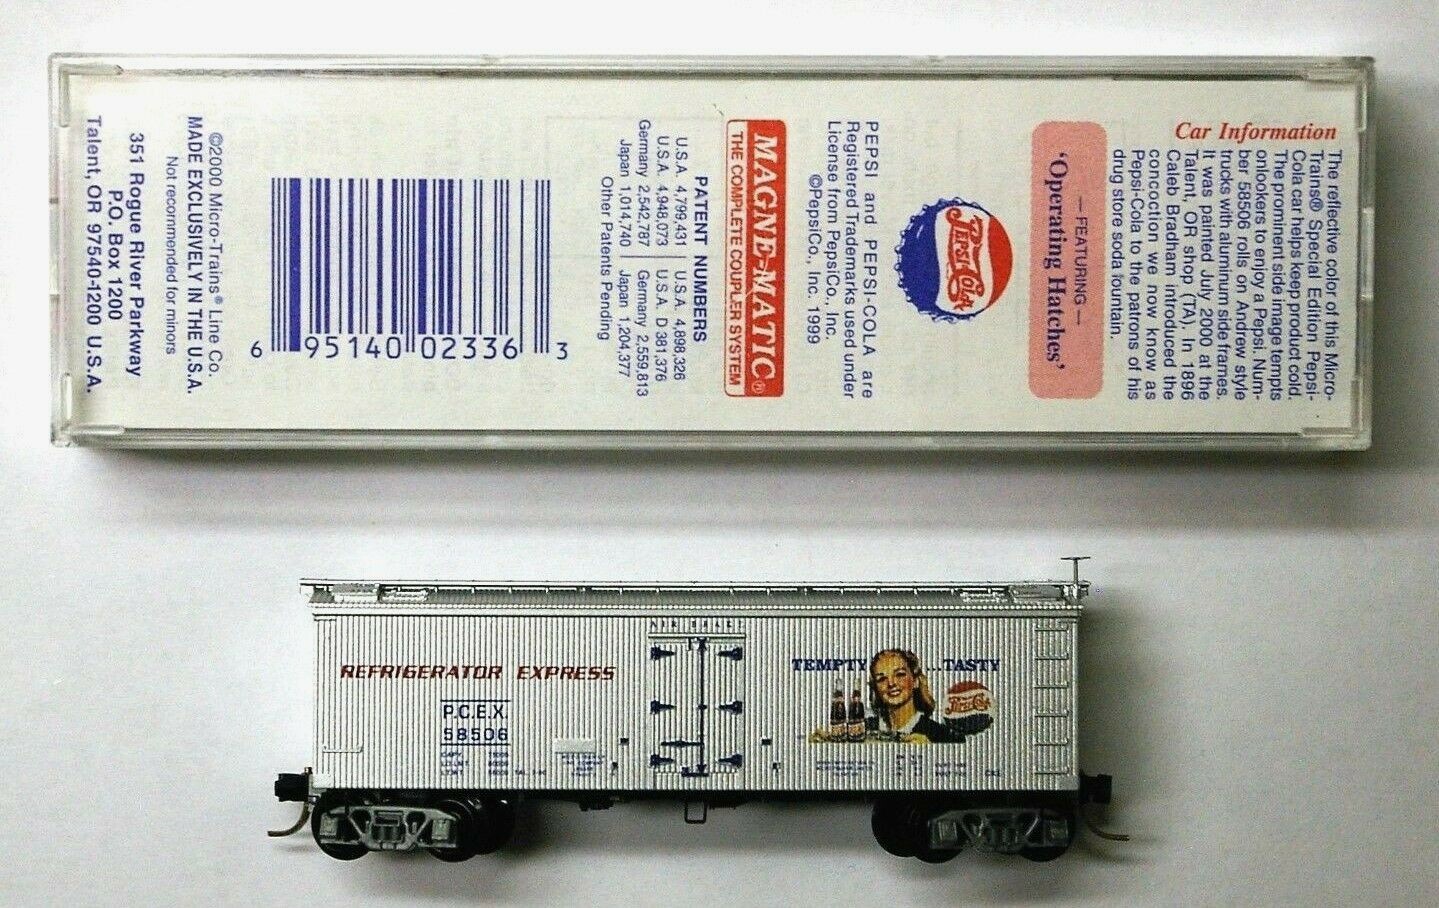 Car Information
The reflective color of this Micro-
Trains® Special Edition Pepsi-
Cola car helps keep product cold.
The prominent side image tempts
onlookers to enjoy a Pepsi. Num-
ber 58506 rolls on Andrew style
trucks with aluminum side frames.
It was painted July 2000 at the
Talent, OR shop (7A). In 1896
Caleb Bradham introduced the
concoction we now know as
Pepsi-Cola to the patrons of his
drug store soda fountain.
— FEATURING —
'Operating Hatches'
PEPSI-COLA
PEPSI and PEPSI-COLA are
Registered Trademarks used under
License from PepsiCo, Inc.
©PepsiCo, Inc. 1999
MAGNE-MATIC®
THE COMPLETE COUPLER SYSTEM
PATENT NUMBERS
U.S.A. 4,799,431 | U.S.A. 4,898,326
U.S.A. 4,948,073 | U.S.A. D 381,376
Germany 2,542,787 | Germany 2,559,813
Japan 1,014,740 | Japan 1,204,377
Other Patents Pending
6 95140 02336 3
©2000 Micro-Trains® Line Co.
MADE EXCLUSIVELY IN THE U.S.A.
Not recommended for minors
351 Rogue River Parkway
P.O. Box 1200
Talent, OR 97540-1200 U.S.A.
AIR
REFRIGERATOR EXPRESS
P.C.E.X.
58506
CAPY
LD.LMT
LT.WT
TEMPTY ...TASTY
Pepsi-Cola